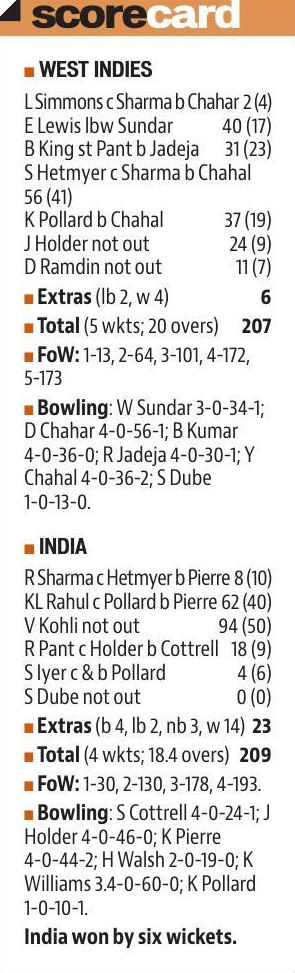 scorecard
WEST INDIES
L Simmons c Sharma b Chahar 2 (4)
E Lewis lbw Sundar 40 (17)
B King st Pant b Jadeja 31 (23)
S Hetmyer c Sharma b Chahal
56 (41)
K Pollard b Chahal 37 (19)
J Holder not out 24 (9)
D Ramdin not out 11 (7)
Extras (lb 2, w 4) 6
Total (5 wkts; 20 overs) 207
FoW: 1-13, 2-64, 3-101, 4-172,
5-173
Bowling: W Sundar 3-0-34-1;
D Chahar 4-0-56-1; B Kumar
4-0-36-0; R Jadeja 4-0-30-1; Y
Chahal 4-0-36-2; S Dube
1-0-13-0.
INDIA
R Sharma c Hetmyer b Pierre 8 (10)
KL Rahul c Pollard b Pierre 62 (40)
V Kohli not out 94 (50)
R Pant c Holder b Cottrell 18 (9)
S Iyer c & b Pollard 4 (6)
S Dube not out 0 (0)
Extras (b 4, lb 2, nb 3, w 14) 23
Total (4 wkts; 18.4 overs) 209
FoW: 1-30, 2-130, 3-178, 4-193.
Bowling: S Cottrell 4-0-24-1; J
Holder 4-0-46-0; K Pierre
4-0-44-2; H Walsh 2-0-19-0; K
Williams 3.4-0-60-0; K Pollard
1-0-10-1.
India won by six wickets.